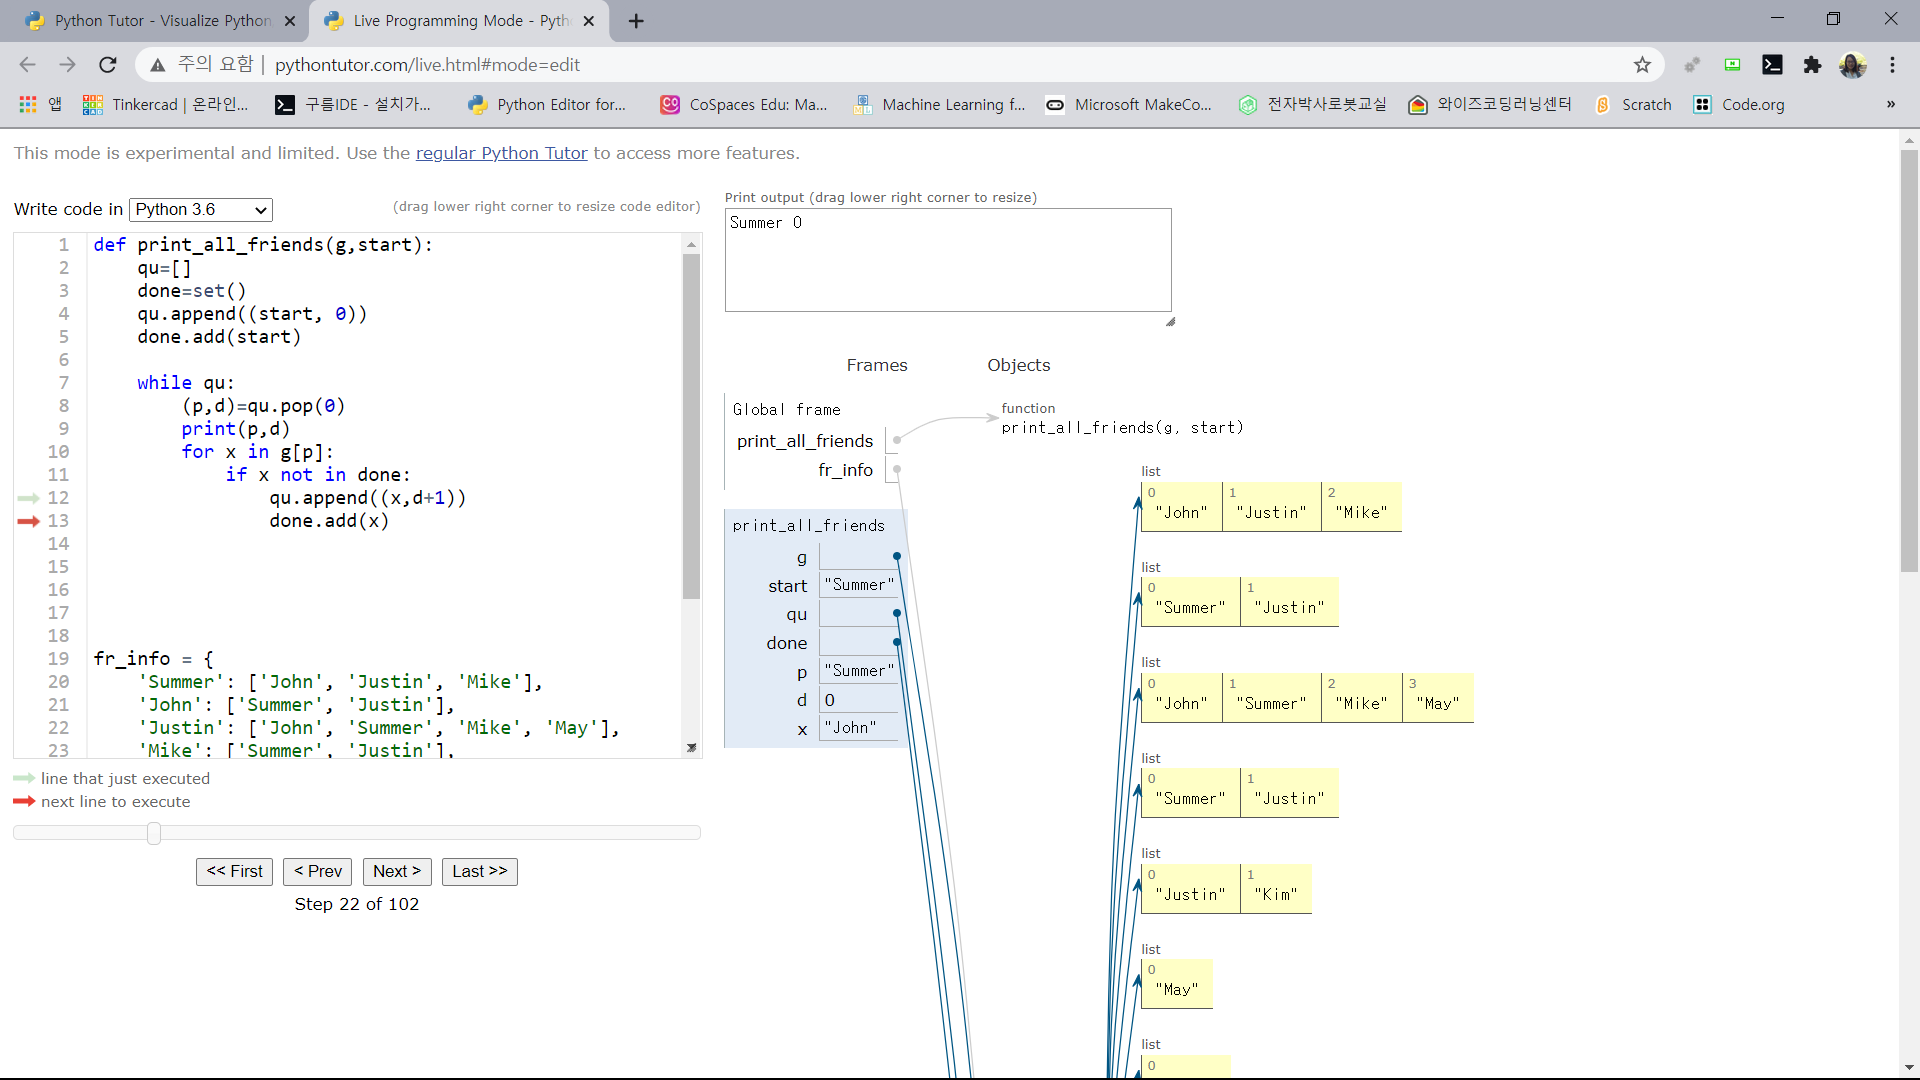 Python Tutor - Visualize Python
Live Programming Mode - Pyth
주의 요함 | pythontutor.com/live.html#mode=edit
앱
Tinkercad | 온라인...
구름IDE - 설치가...
Python Editor for...
CoSpaces Edu: Ma...
Machine Learning f...
Microsoft MakeCo...
전자박사로봇교실
와이즈코딩러닝센터
Scratch
Code.org
»
This mode is experimental and limited. Use the regular Python Tutor to access more features.
Write code in Python 3.6
(drag lower right corner to resize code editor)
1 def print_all_friends(g,start):
2     qu=[]
3     done=set()
4     qu.append((start, 0))
5     done.add(start)
6
7     while qu:
8         (p,d)=qu.pop(0)
9         print(p,d)
10         for x in g[p]:
11             if x not in done:
12                 qu.append((x,d+1))
13                 done.add(x)
14
15
16
17
18
19 fr_info = {
20     'Summer': ['John', 'Justin', 'Mike'],
21     'John': ['Summer', 'Justin'],
22     'Justin': ['John', 'Summer', 'Mike', 'May'],
23     'Mike': ['Summer', 'Justin'],
line that just executed
next line to execute
<< First
< Prev
Next >
Last >>
Step 22 of 102
Print output (drag lower right corner to resize)
Summer 0
Frames
Objects
Global frame
print_all_friends
fr_info
print_all_friends
g
start "Summer"
qu
done
p "Summer"
d 0
x "John"
function
print_all_friends(g, start)
list
0 1 2
"John" "Justin" "Mike"
list
0 1
"Summer" "Justin"
list
0 1 2 3
"John" "Summer" "Mike" "May"
list
0 1
"Summer" "Justin"
list
0 1
"Justin" "Kim"
list
0
"May"
list
0